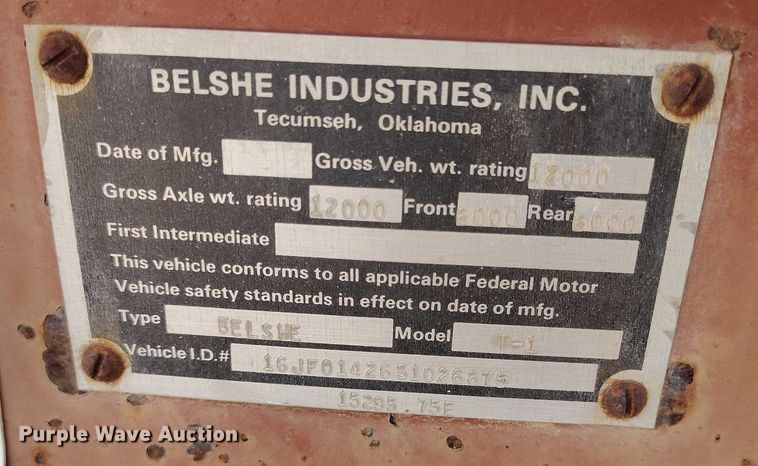 BELSHE INDUSTRIES, INC.
Tecumseh, Oklahoma
Date of Mfg. Gross Veh. wt. rating 12000
Gross Axle wt. rating 12000 Front 6000 Rear 6000
First Intermediate
This vehicle conforms to all applicable Federal Motor
Vehicle safety standards in effect on date of mfg.
Type BELSHE Model T-1
Vehicle I.D.# 16JF01426S1026875
15295.75E
Purple Wave Auction